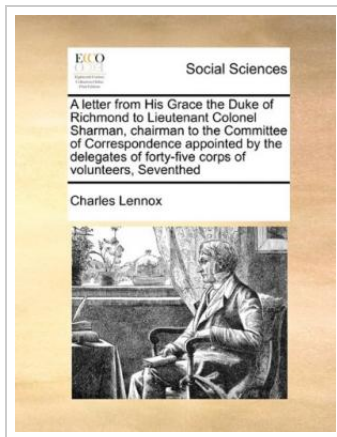 ECCO
Social Sciences
A letter from His Grace the Duke of
Richmond to Lieutenant Colonel
Sharman, chairman to the Committee
of Correspondence appointed by the
delegates of forty-five corps of
volunteers, Seventhed
Charles Lennox